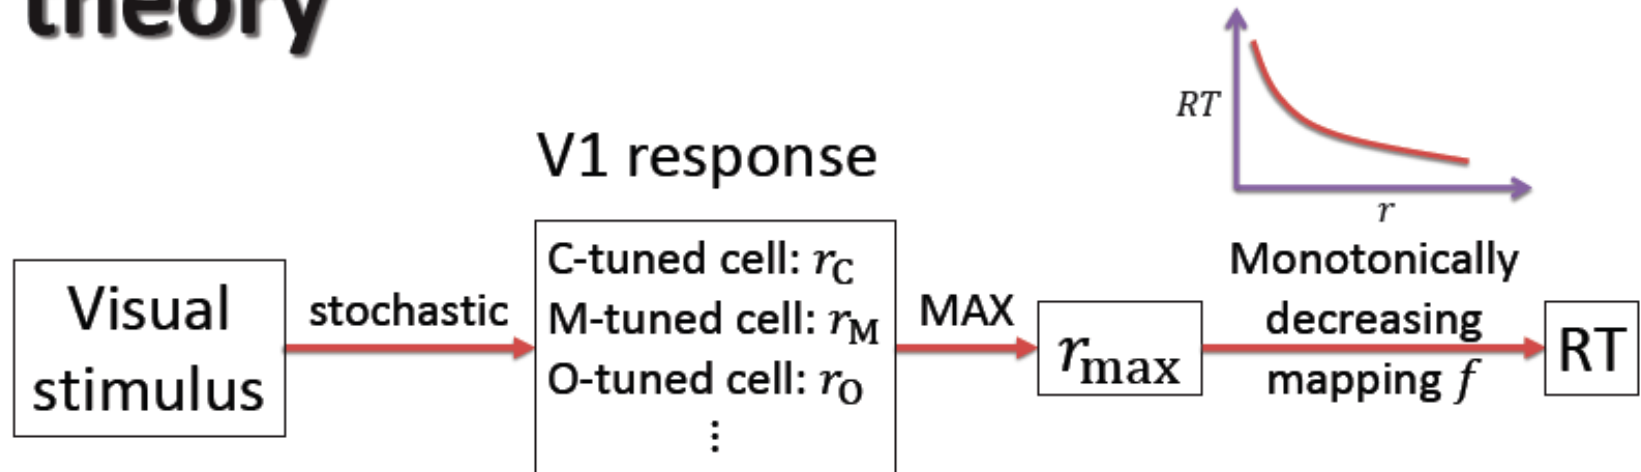 theory
RT
r
V1 response
Visual
stimulus
stochastic
C-tuned cell: r_C
M-tuned cell: r_M
O-tuned cell: r_O
⋮
MAX
r_max
Monotonically
decreasing
mapping f
RT